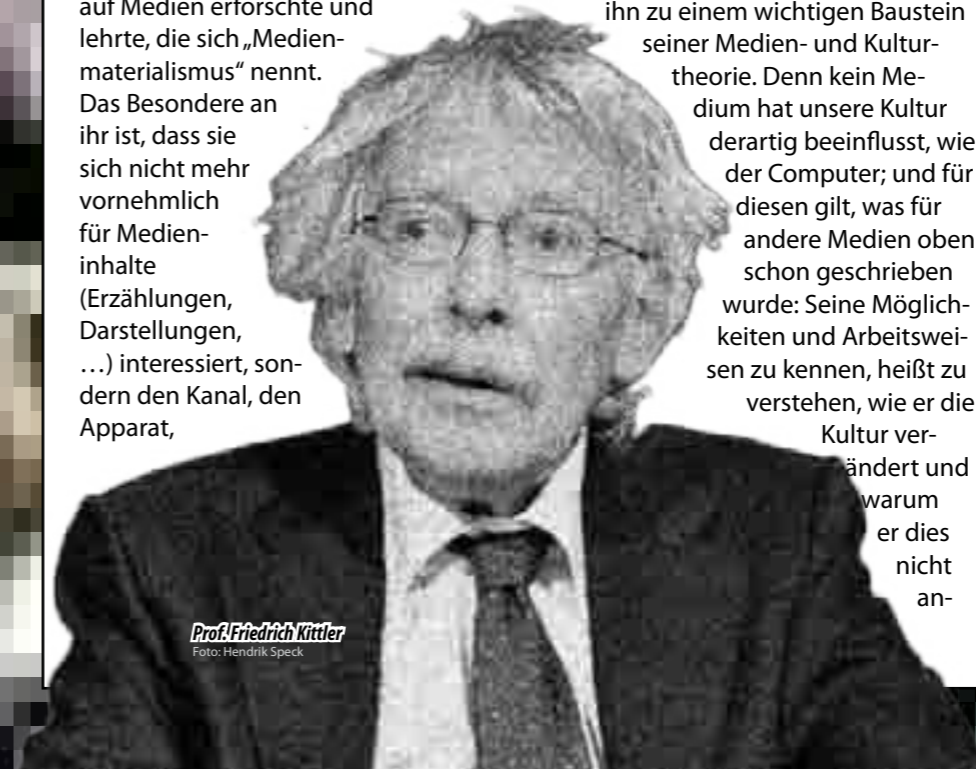 auf Medien erforschte und
lehrte, die sich „Medien-
materialismus“ nennt.
Das Besondere an
ihr ist, dass sie
sich nicht mehr
vornehmlich
für Medien-
inhalte
(Erzählungen,
Darstellungen,
…) interessiert, son-
dern den Kanal, den
Apparat,
ihn zu einem wichtigen Baustein
seiner Medien- und Kultur-
theorie. Denn kein Me-
dium hat unsere Kultur
derartig beeinflusst, wie
der Computer; und für
diesen gilt, was für
andere Medien oben
schon geschrieben
wurde: Seine Möglich-
keiten und Arbeitswei-
sen zu kennen, heißt zu
verstehen, wie er die
Kultur ver-
ändert und
warum
er dies
nicht
an-
Prof. Friedrich Kittler
Foto: Hendrik Speck